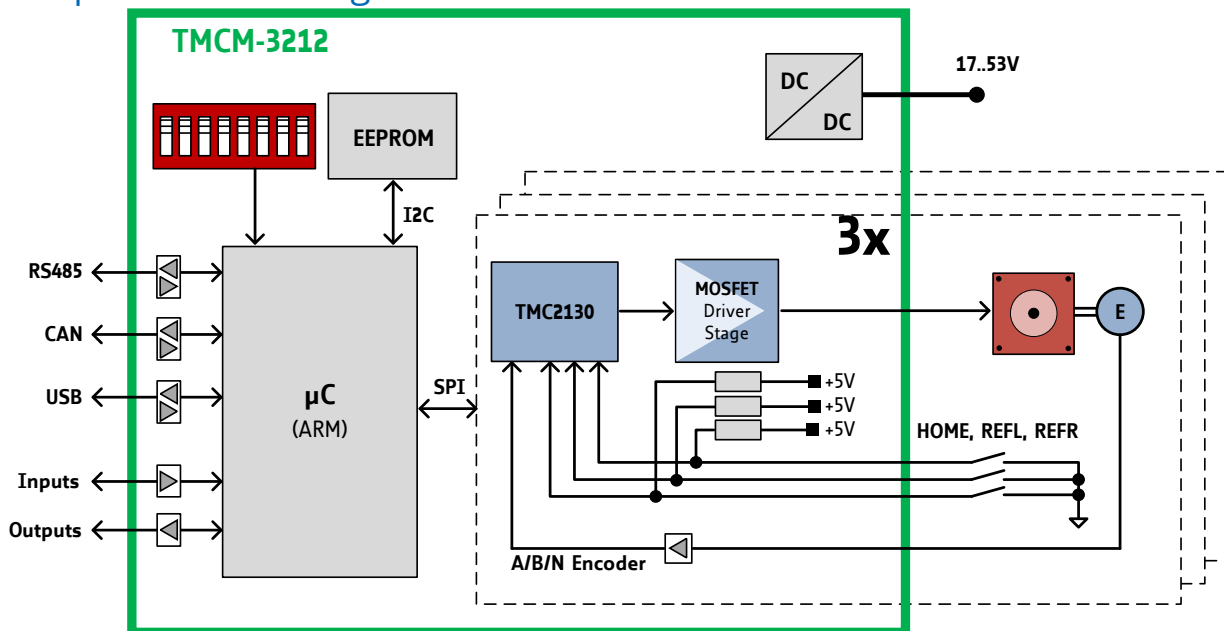 TMCM-3212
17..53V
DC
DC
EEPROM
I2C
3x
RS485
CAN
USB
Inputs
Outputs
µC
(ARM)
SPI
TMC2130
MOSFET
Driver
Stage
E
+5V
+5V
+5V
HOME, REFL, REFR
A/B/N Encoder